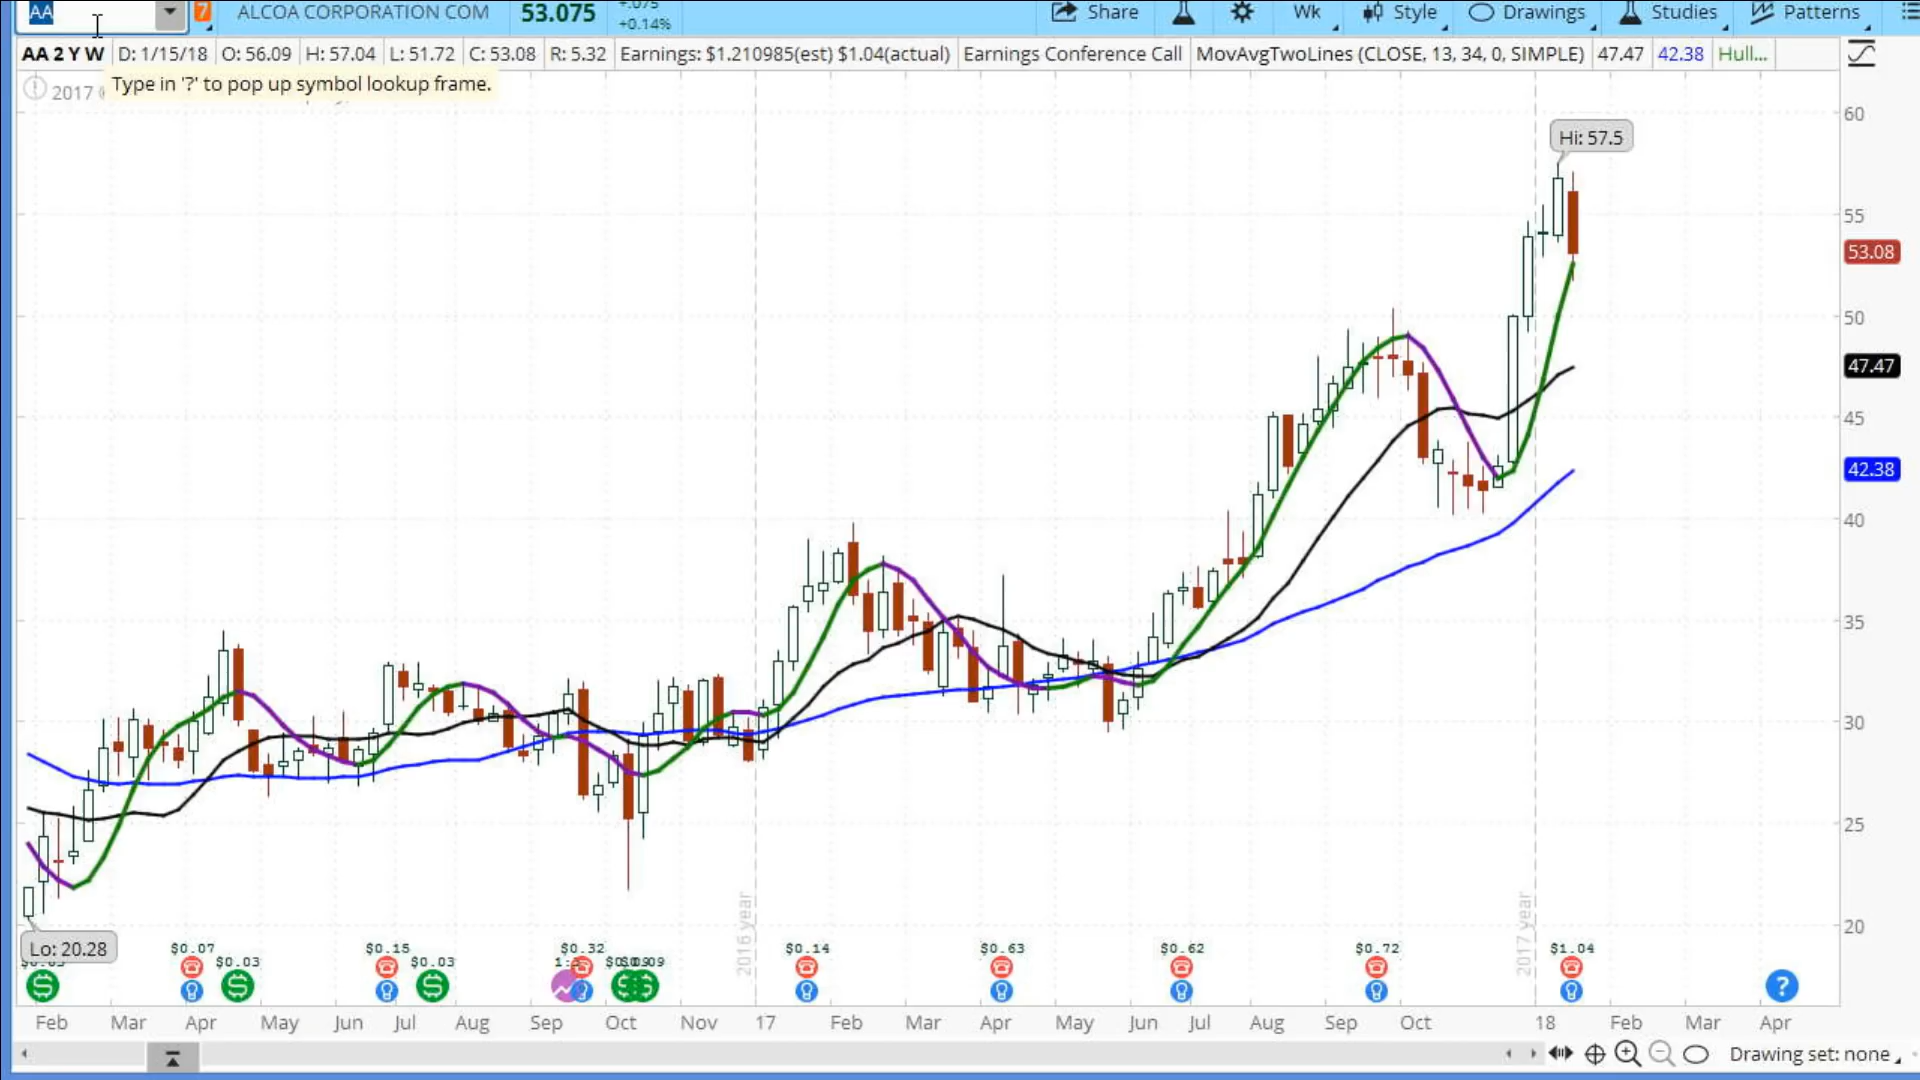 AA 7 ALCOA CORPORATION COM 53.075 +.075 Share Wk Style Drawings Studies Patterns
+0.14%
AA 2 Y W D: 1/15/18 O: 56.09 H: 57.04 L: 51.72 C: 53.08 R: 5.32 Earnings: $1.210985(est) $1.04(actual) Earnings Conference Call MovAvgTwoLines (CLOSE, 13, 34, 0, SIMPLE) 47.47 42.38 Hull...
2017 Type in '?' to pop up symbol lookup frame.
60
Hi: 57.5
55
53.08
50
47.47
45
42.38
40
35
30
25
2016 year 2017 year
20
Lo: 20.28 $0.07 $0.15 $0.32 $0.14 $0.63 $0.62 $0.72 $1.04
$0.03 $0.03
Feb Mar Apr May Jun Jul Aug Sep Oct Nov 17 Feb Mar Apr May Jun Jul Aug Sep Oct 18 Feb Mar Apr
Drawing set: none